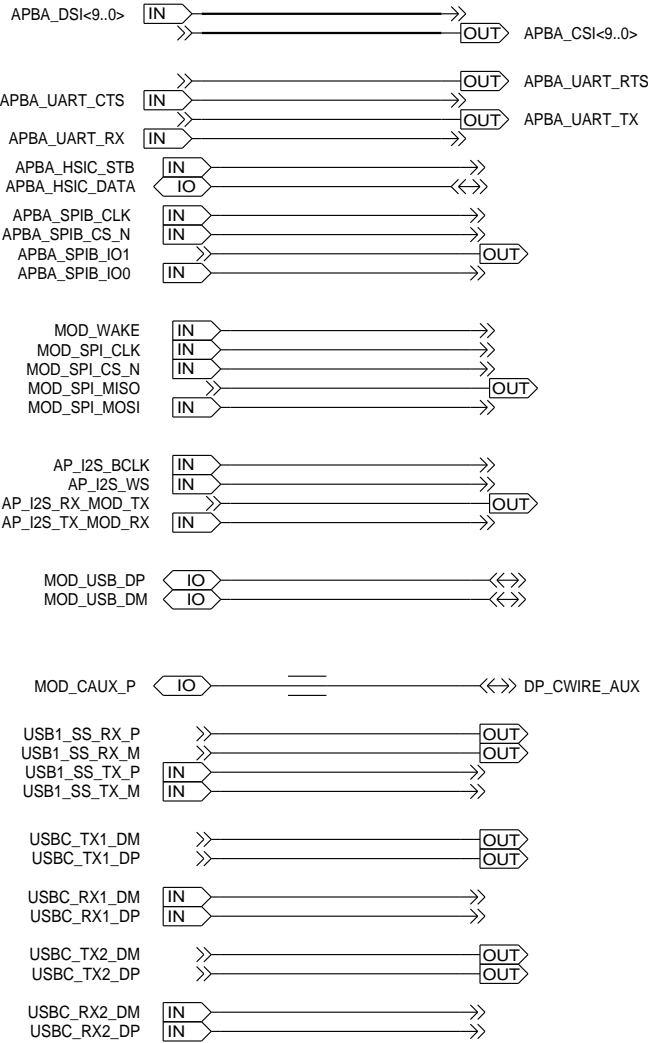 APBA_DSI<9..0> IN
OUT APBA_CSI<9..0>
OUT APBA_UART_RTS
APBA_UART_CTS IN
OUT APBA_UART_TX
APBA_UART_RX IN
APBA_HSIC_STB IN
APBA_HSIC_DATA IO
APBA_SPIB_CLK IN
APBA_SPIB_CS_N IN
APBA_SPIB_IO1 OUT
APBA_SPIB_IO0 IN
MOD_WAKE IN
MOD_SPI_CLK IN
MOD_SPI_CS_N IN
MOD_SPI_MISO OUT
MOD_SPI_MOSI IN
AP_I2S_BCLK IN
AP_I2S_WS IN
AP_I2S_RX_MOD_TX OUT
AP_I2S_TX_MOD_RX IN
MOD_USB_DP IO
MOD_USB_DM IO
MOD_CAUX_P IO DP_CWIRE_AUX
USB1_SS_RX_P OUT
USB1_SS_RX_M OUT
USB1_SS_TX_P IN
USB1_SS_TX_M IN
USBC_TX1_DM OUT
USBC_TX1_DP OUT
USBC_RX1_DM IN
USBC_RX1_DP IN
USBC_TX2_DM OUT
USBC_TX2_DP OUT
USBC_RX2_DM IN
USBC_RX2_DP IN